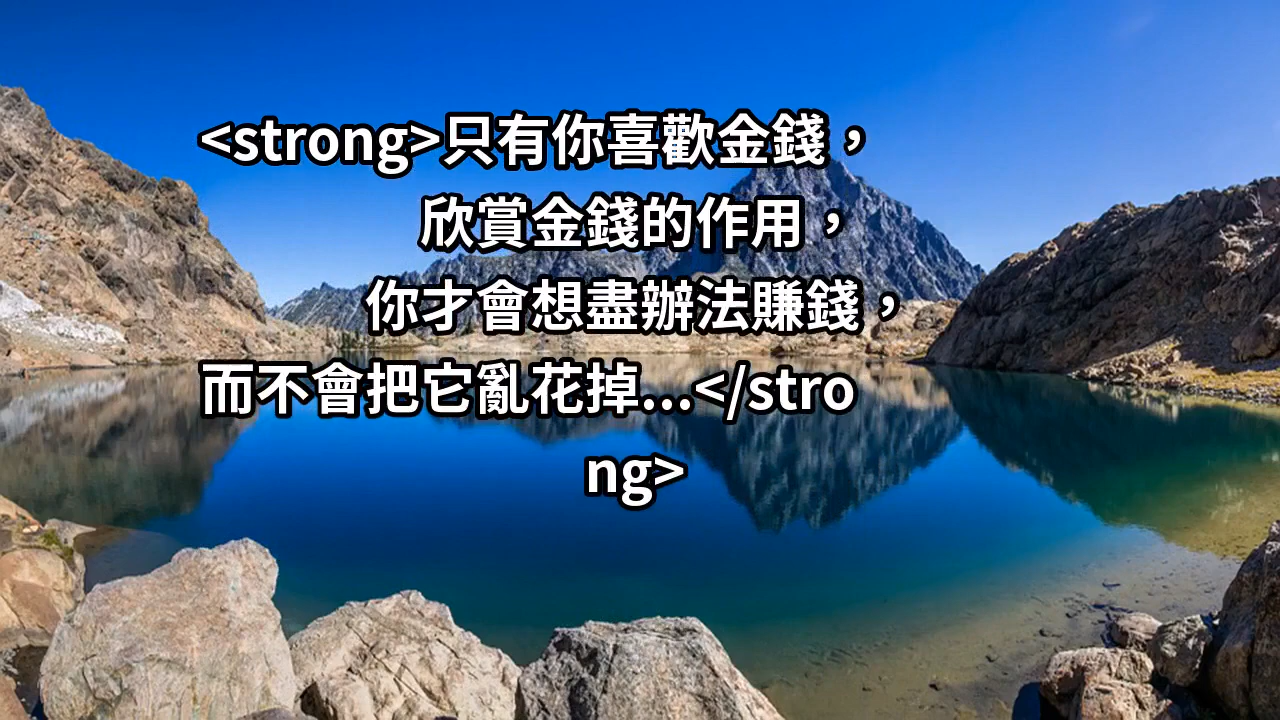 <strong>只有你喜歡金錢，
欣賞金錢的作用，
你才會想盡辦法賺錢，
而不會把它亂花掉...</stro
ng>